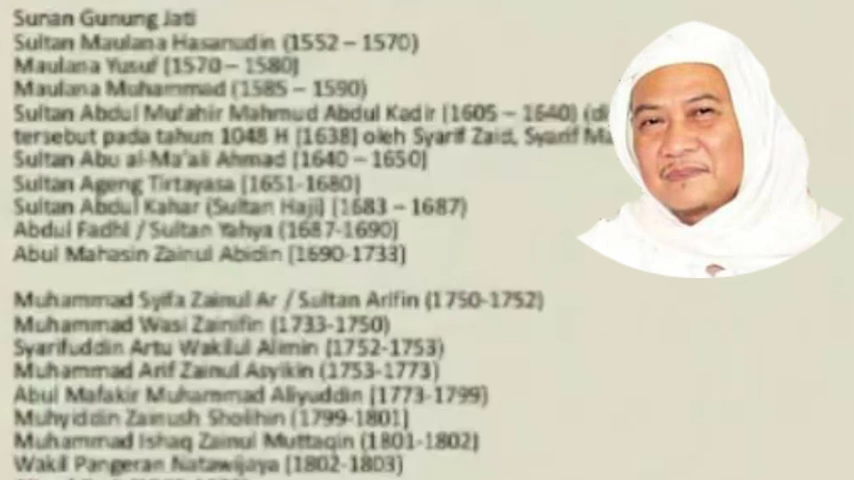 Sunan Gunung Jati
Sultan Maulana Hasanudin (1552 – 1570)
Maulana Yusuf (1570 – 1580)
Maulana Muhammad (1585 – 1590)
Sultan Abdul Mufahir Mahmud Abdul Kadir (1605 – 1640) (di
tersebut pada tahun 1048 H (1638) oleh Syarif Zaid, Syarif Ma
Sultan Abu al-Ma'ali Ahmad (1640 – 1650)
Sultan Ageng Tirtayasa (1651-1680)
Sultan Abdul Kahar (Sultan Haji) (1683 – 1687)
Abdul Fadhl / Sultan Yahya (1687-1690)
Abul Mahasin Zainul Abidin (1690-1733)
Muhammad Syifa Zainul Ar / Sultan Arifin (1750-1752)
Muhammad Wasi Zainifin (1733-1750)
Syarifuddin Artu Wakilul Alimin (1752-1753)
Muhammad Arif Zainul Asyikin (1753-1773)
Abul Mafakir Muhammad Aliyuddin (1773-1799)
Muhyiddin Zainush Sholihin (1799-1801)
Muhammad Ishaq Zainul Muttaqin (1801-1802)
Wakil Pangeran Natawijaya (1802-1803)